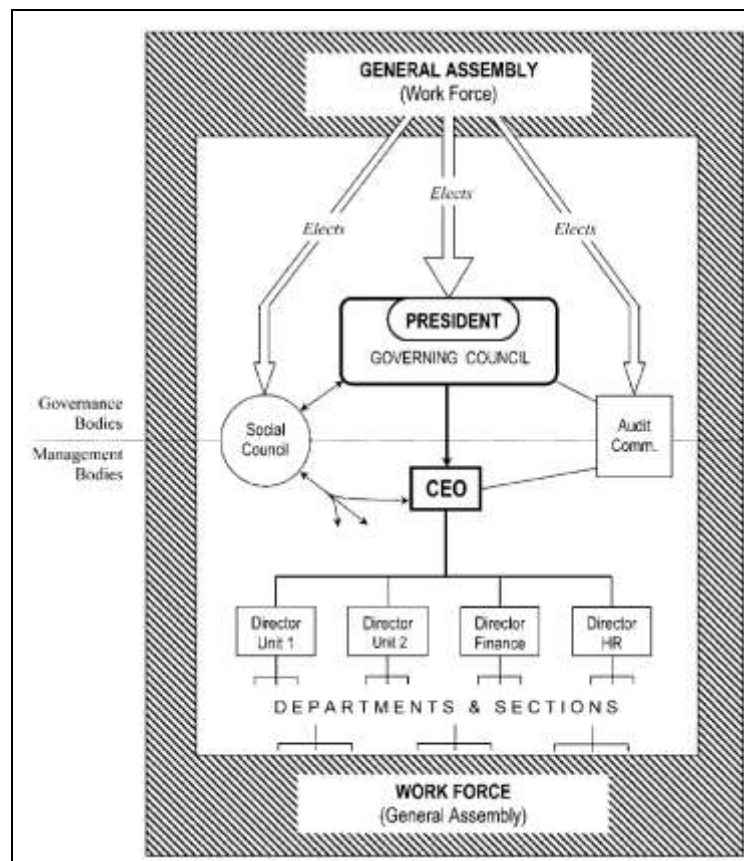 GENERAL ASSEMBLY
(Work Force)
Elects
Elects
Elects
PRESIDENT
GOVERNING COUNCIL
Governance
Bodies
Social
Council
Audit
Comm.
Management
Bodies
CEO
Director
Unit 1
Director
Unit 2
Director
Finance
Director
HR
DEPARTMENTS & SECTIONS
WORK FORCE
(General Assembly)